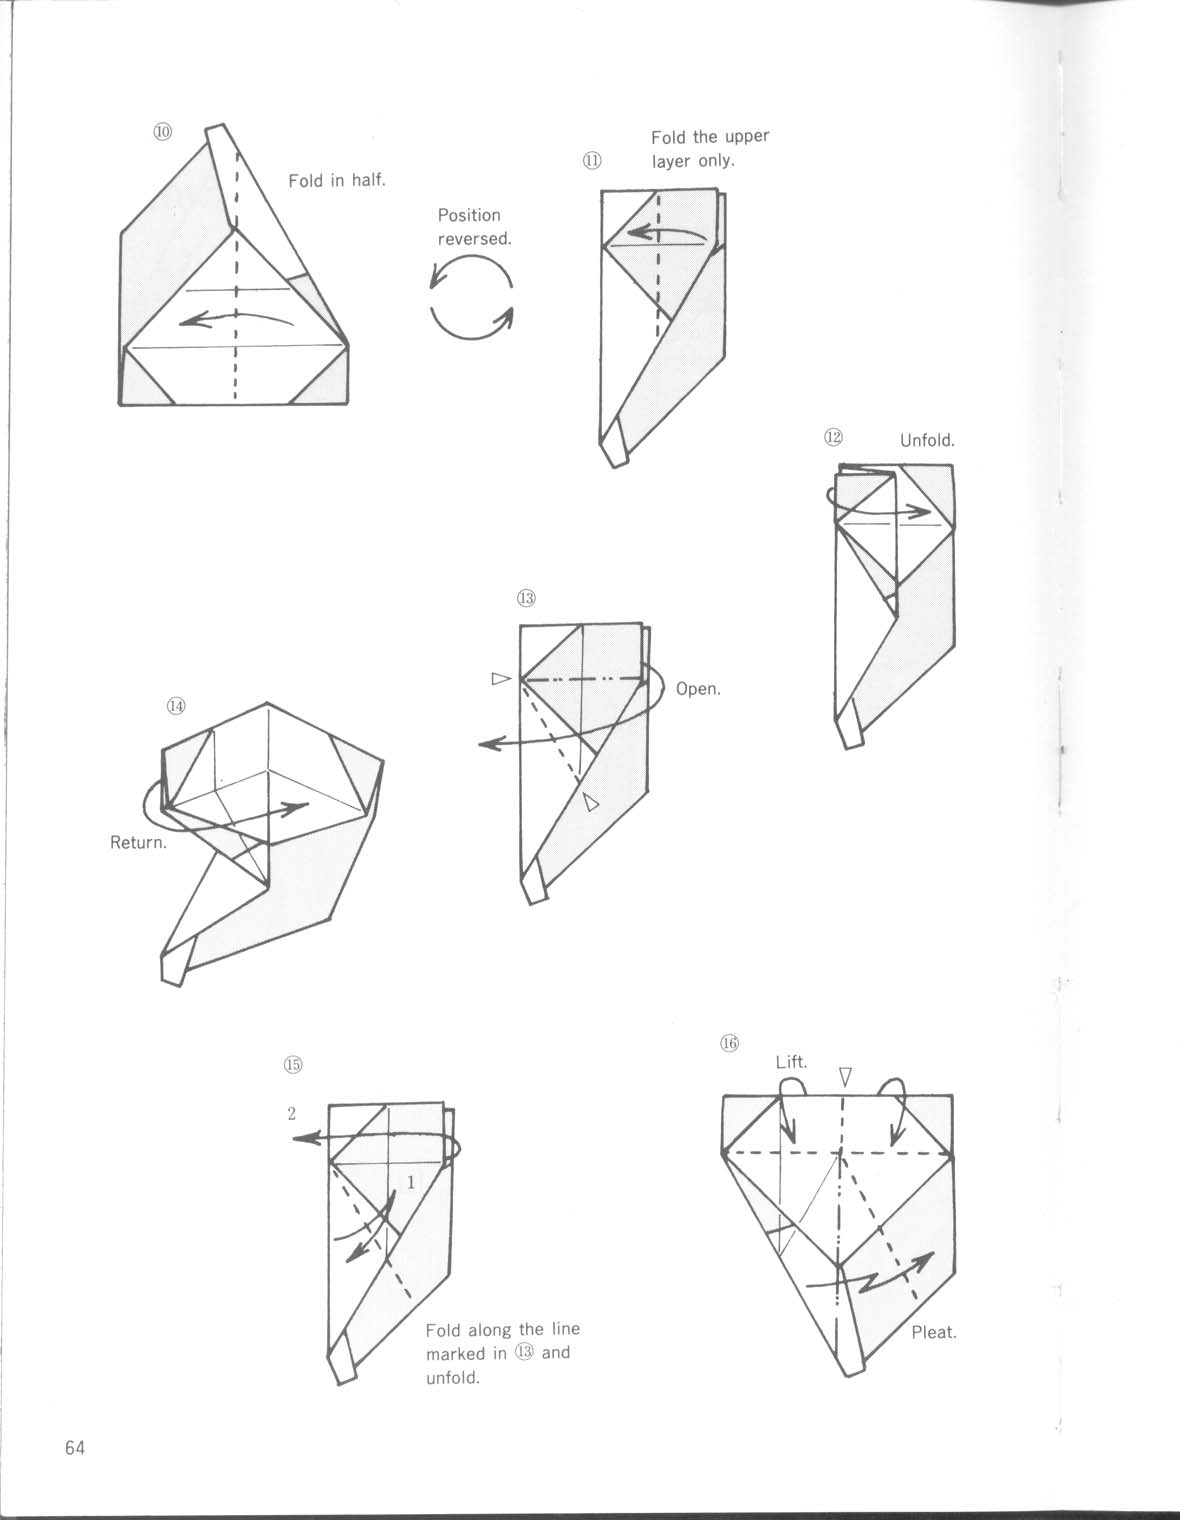 ⑩
Fold in half.
Position
reversed.
⑪
Fold the upper
layer only.
⑫
Unfold.
⑬
Open.
⑭
Return.
⑮
2
1
Fold along the line
marked in ⑬ and
unfold.
⑯
Lift.
Pleat.
64